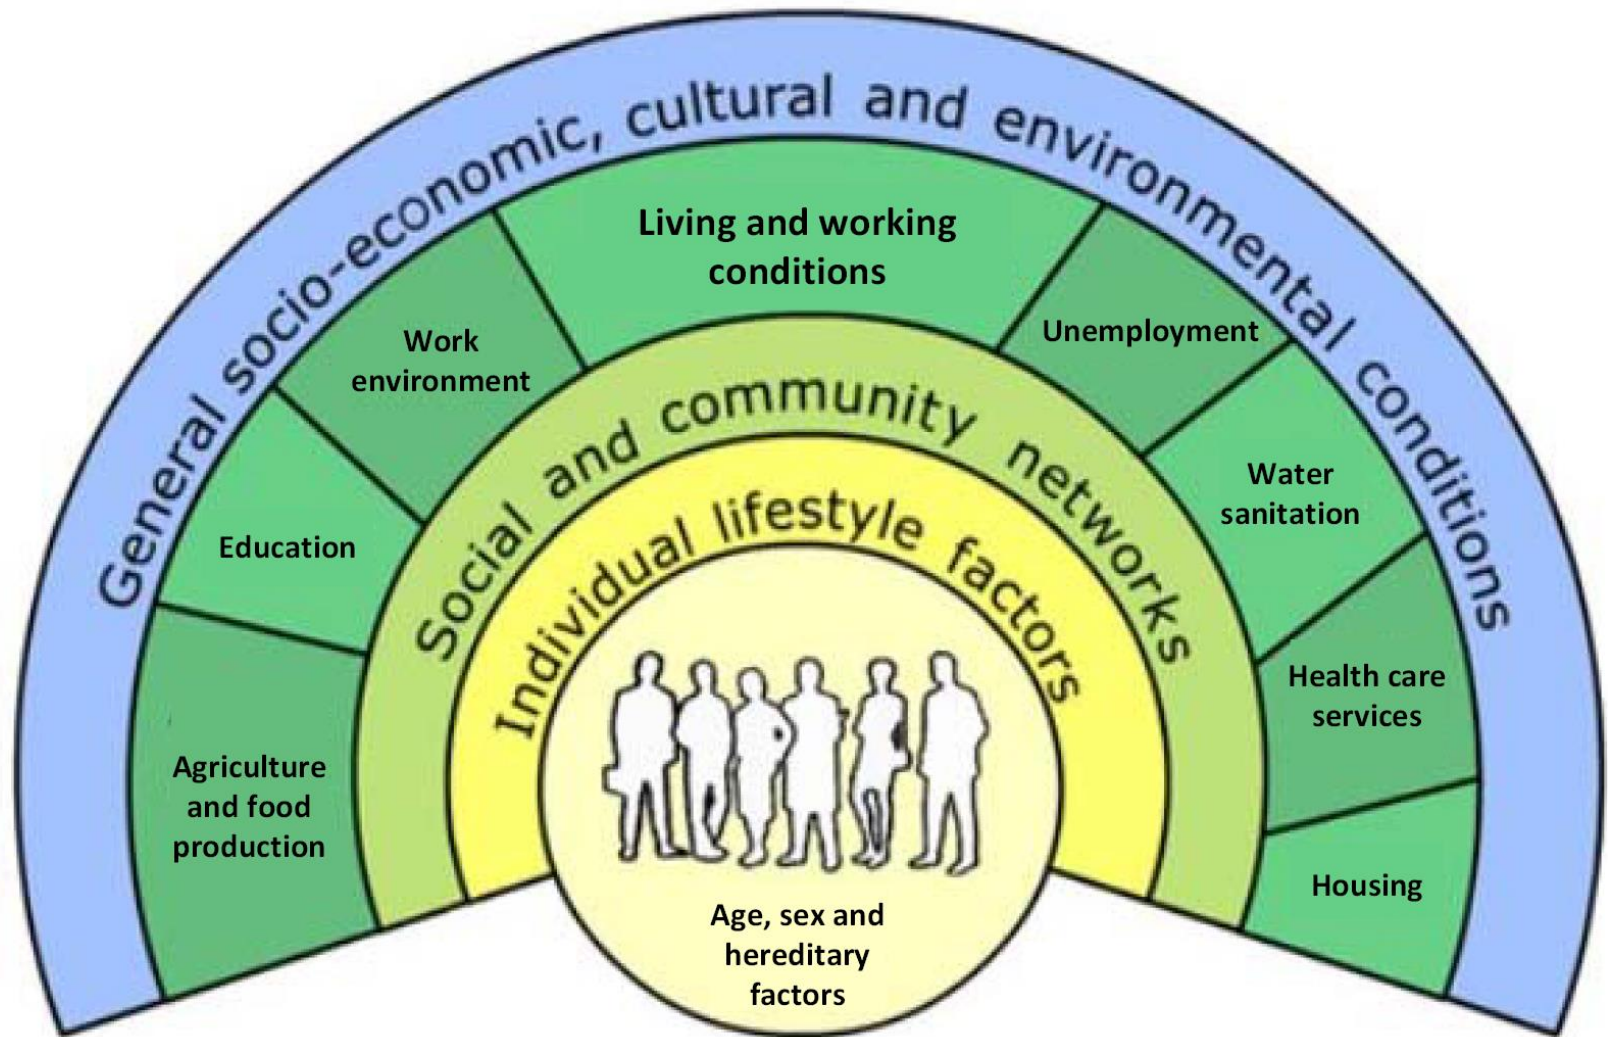 General socio-economic, cultural and environmental conditions
Living and working
conditions
Work
environment
Unemployment
Education
Water
sanitation
Agriculture
and food
production
Health care
services
Housing
Social and community networks
Individual lifestyle factors
Age, sex and
hereditary
factors